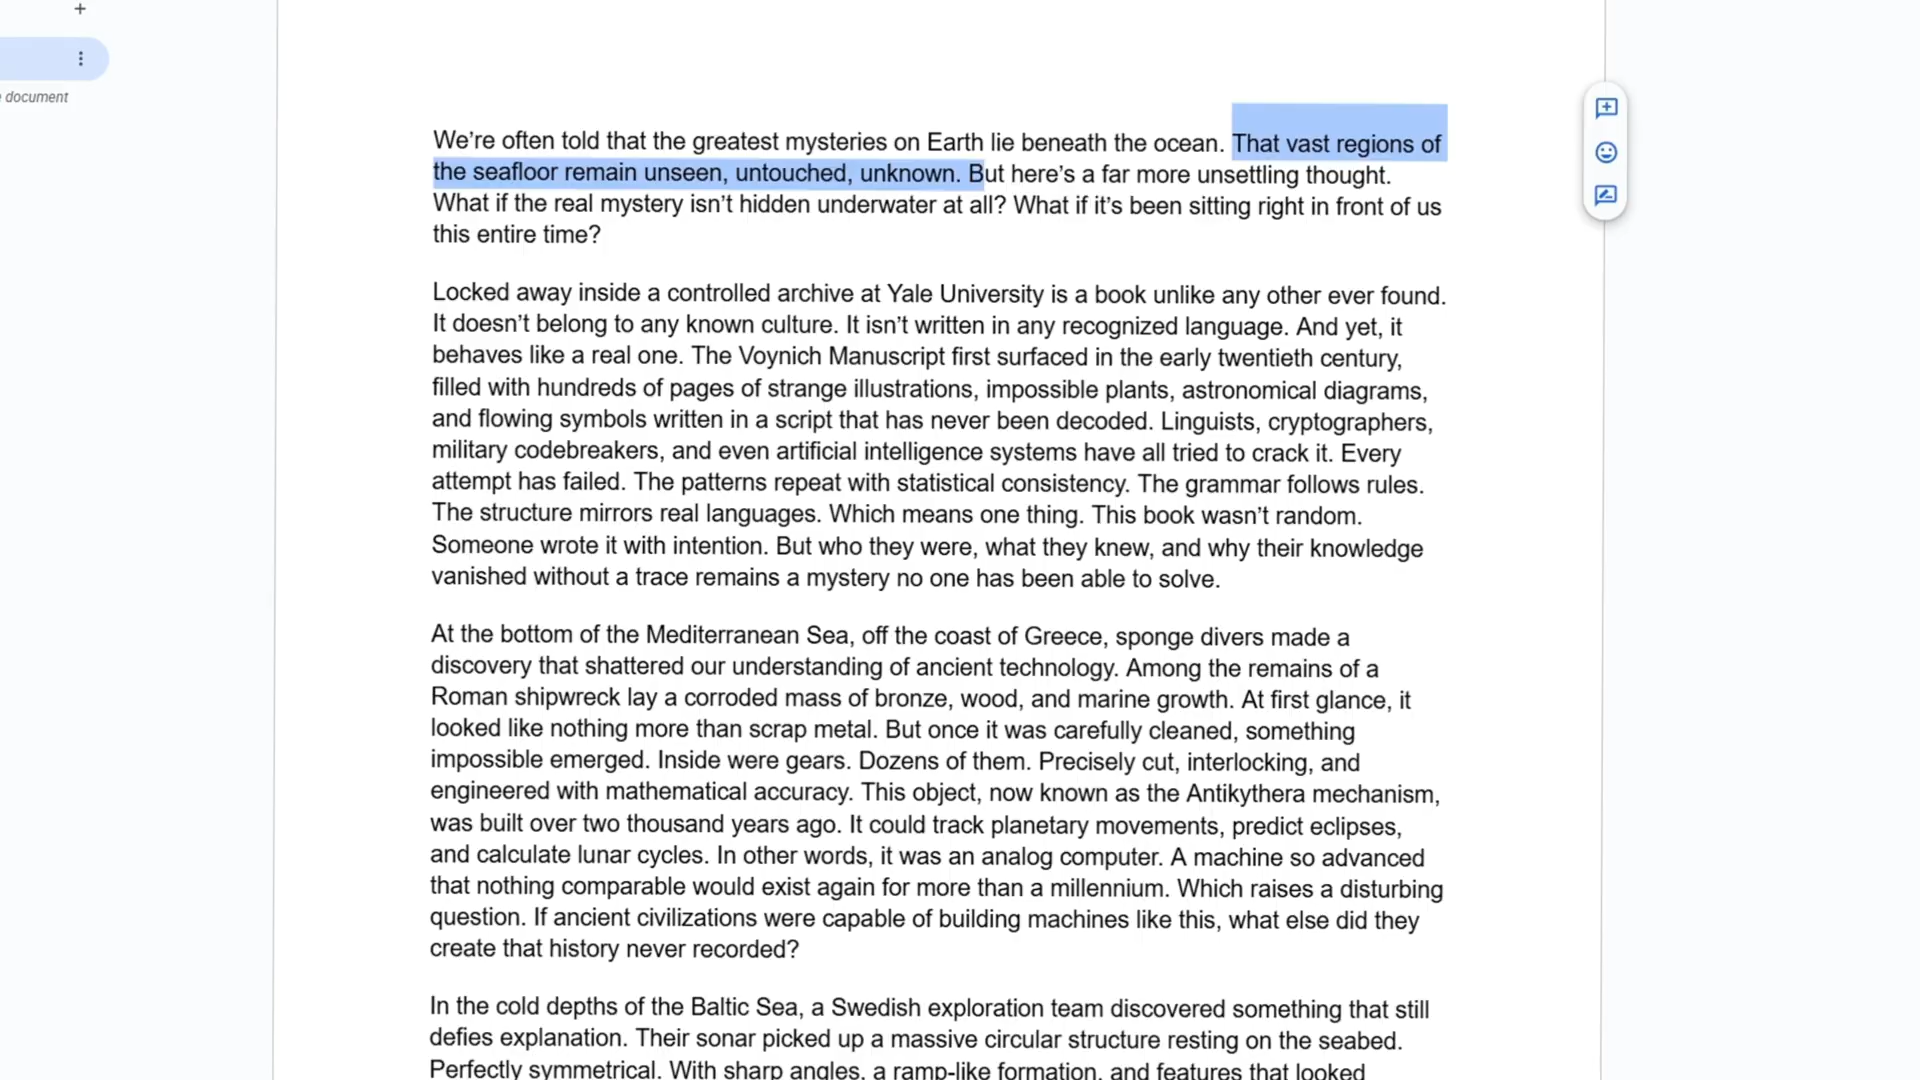 +
document
We’re often told that the greatest mysteries on Earth lie beneath the ocean. That vast regions of
the seafloor remain unseen, untouched, unknown. But here’s a far more unsettling thought.
What if the real mystery isn’t hidden underwater at all? What if it’s been sitting right in front of us
this entire time?
Locked away inside a controlled archive at Yale University is a book unlike any other ever found.
It doesn’t belong to any known culture. It isn’t written in any recognized language. And yet, it
behaves like a real one. The Voynich Manuscript first surfaced in the early twentieth century,
filled with hundreds of pages of strange illustrations, impossible plants, astronomical diagrams,
and flowing symbols written in a script that has never been decoded. Linguists, cryptographers,
military codebreakers, and even artificial intelligence systems have all tried to crack it. Every
attempt has failed. The patterns repeat with statistical consistency. The grammar follows rules.
The structure mirrors real languages. Which means one thing. This book wasn’t random.
Someone wrote it with intention. But who they were, what they knew, and why their knowledge
vanished without a trace remains a mystery no one has been able to solve.
At the bottom of the Mediterranean Sea, off the coast of Greece, sponge divers made a
discovery that shattered our understanding of ancient technology. Among the remains of a
Roman shipwreck lay a corroded mass of bronze, wood, and marine growth. At first glance, it
looked like nothing more than scrap metal. But once it was carefully cleaned, something
impossible emerged. Inside were gears. Dozens of them. Precisely cut, interlocking, and
engineered with mathematical accuracy. This object, now known as the Antikythera mechanism,
was built over two thousand years ago. It could track planetary movements, predict eclipses,
and calculate lunar cycles. In other words, it was an analog computer. A machine so advanced
that nothing comparable would exist again for more than a millennium. Which raises a disturbing
question. If ancient civilizations were capable of building machines like this, what else did they
create that history never recorded?
In the cold depths of the Baltic Sea, a Swedish exploration team discovered something that still
defies explanation. Their sonar picked up a massive circular structure resting on the seabed.
Perfectly symmetrical. With sharp angles, a ramp-like formation, and features that looked